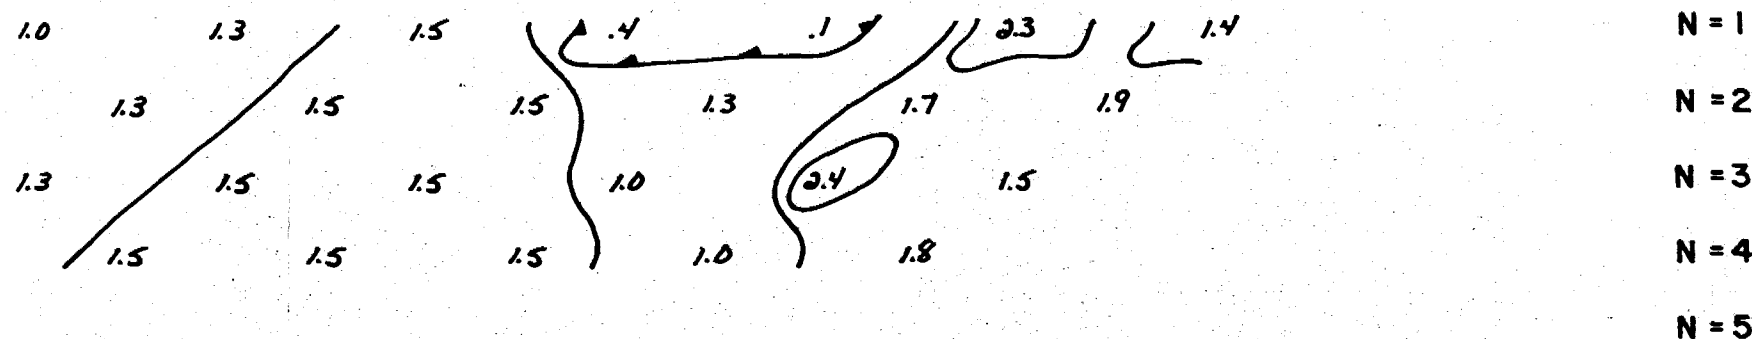 1.0 1.3 1.5 .4 .1 2.3 1.4 N = 1
1.3 1.5 1.5 1.3 1.7 1.9 N = 2
1.3 1.5 1.5 1.0 2.4 1.5 N = 3
1.5 1.5 1.5 1.0 1.8 N = 4
N = 5